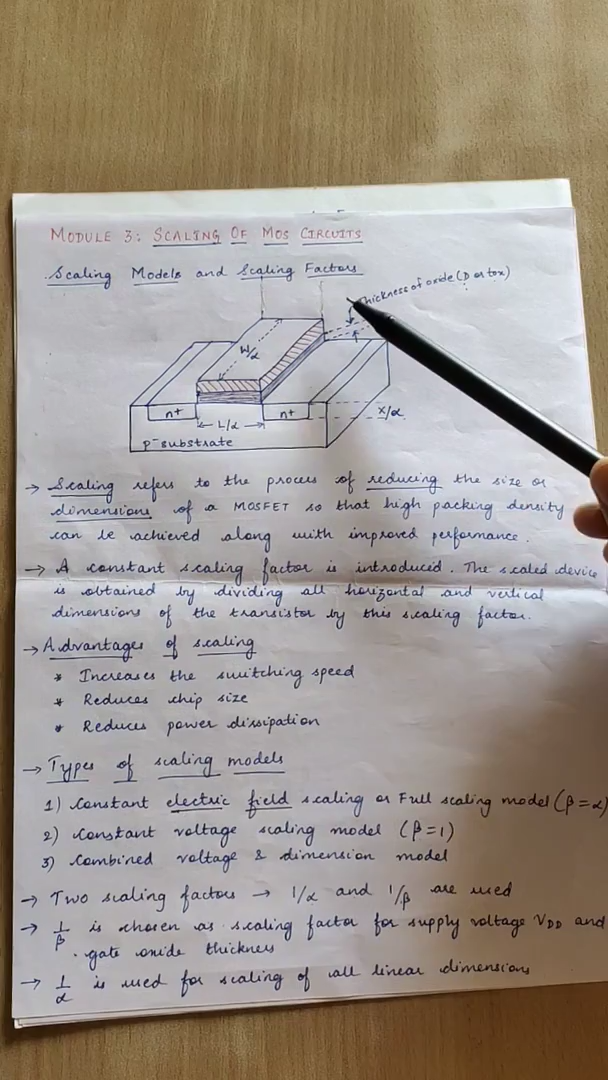 MODULE 3: SCALING OF MOS CIRCUITS
Scaling Models and Scaling Factors
Thickness of oxide (D or tox)
W/α
n+
L/α
n+
X/α
p-substrate
→ Scaling refers to the process of reducing the size or
dimensions of a MOSFET so that high packing density
can be achieved along with improved performance.
→ A constant scaling factor is introduced. The scaled device
is obtained by dividing all horizontal and vertical
dimensions of the transistor by this scaling factor.
→ Advantages of scaling
* Increases the switching speed
* Reduces chip size
* Reduces power dissipation
→ Types of scaling models
1) Constant electric field scaling or Full scaling model (β=α)
2) Constant voltage scaling model (β=1)
3) Combined voltage & dimension model
→ Two scaling factors → 1/α and 1/β are used
→ 1/β is chosen as scaling factor for supply voltage VDD and
gate oxide thickness
→ 1/α is used for scaling of all linear dimensions